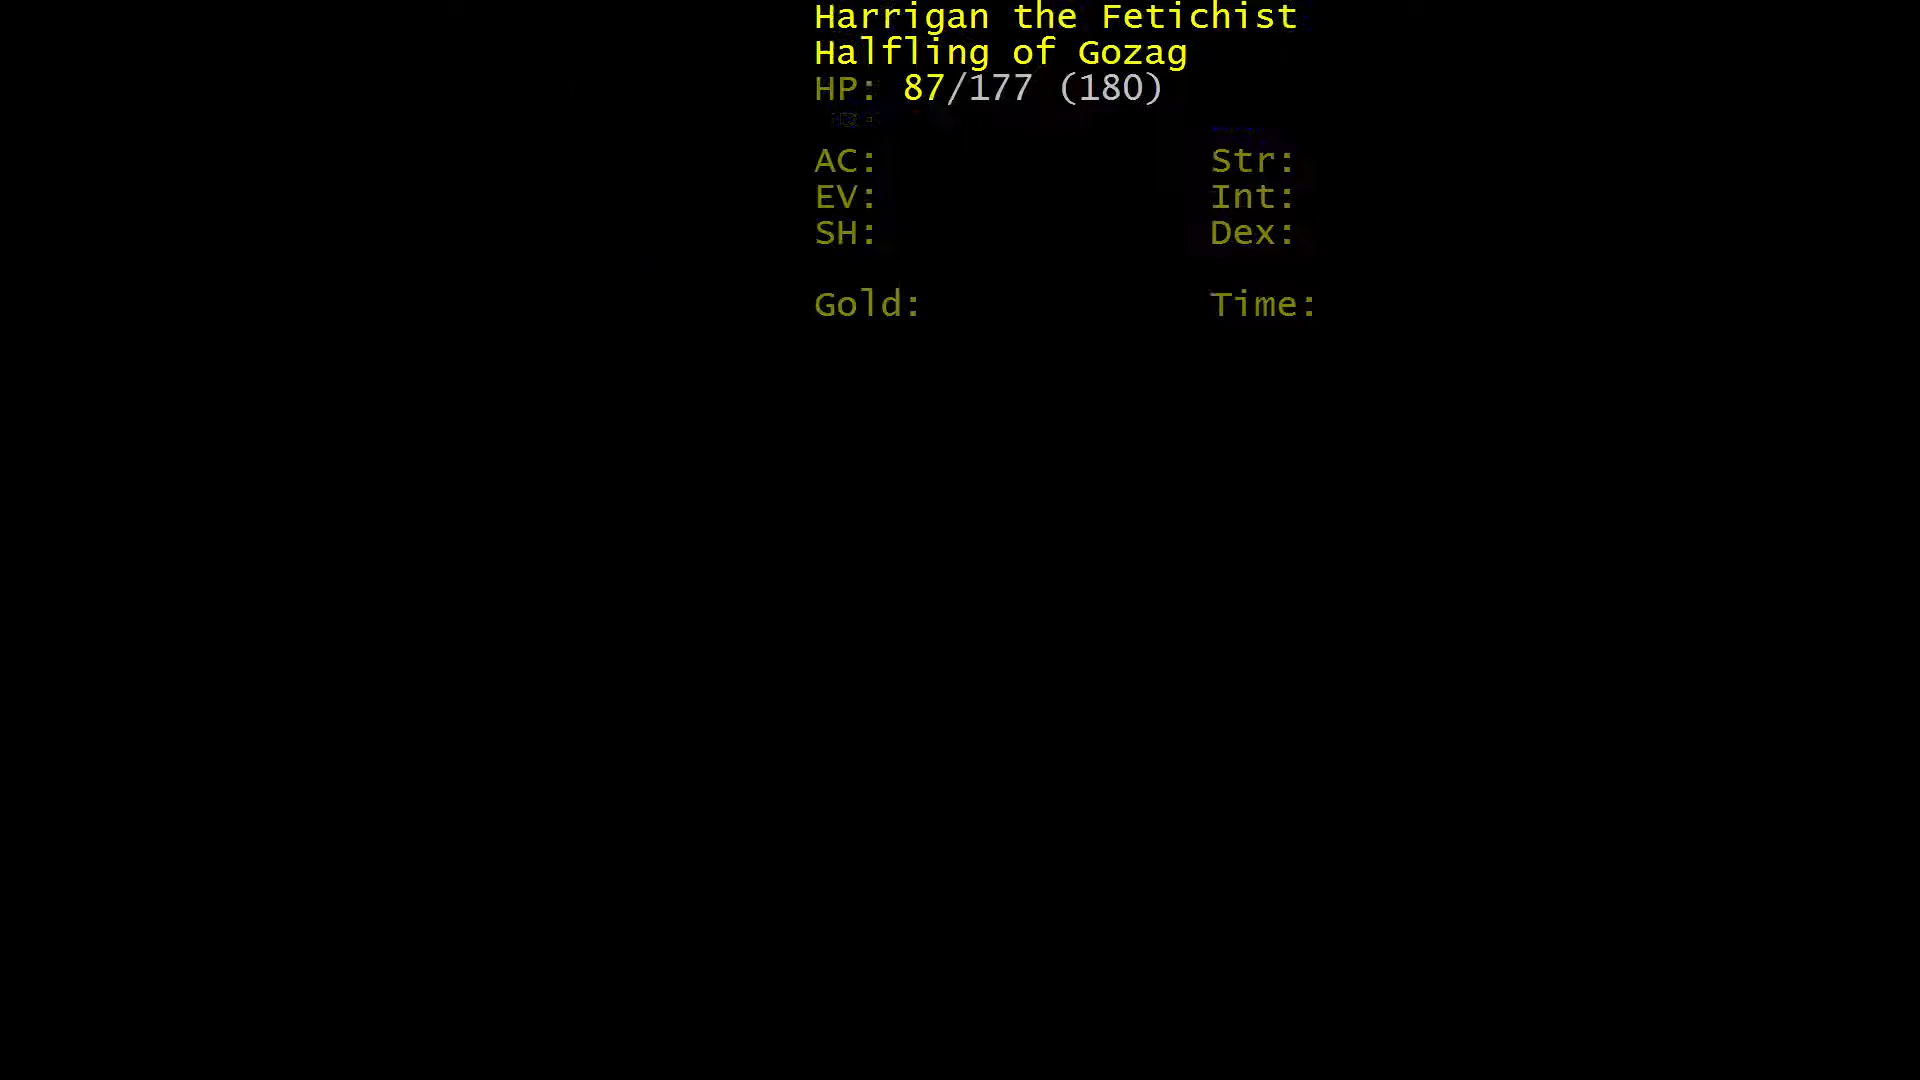 Harrigan the Fetichist
Halfling of Gozag
HP: 87/177 (180)
AC: Str:
EV: Int:
SH: Dex:
Gold: Time: